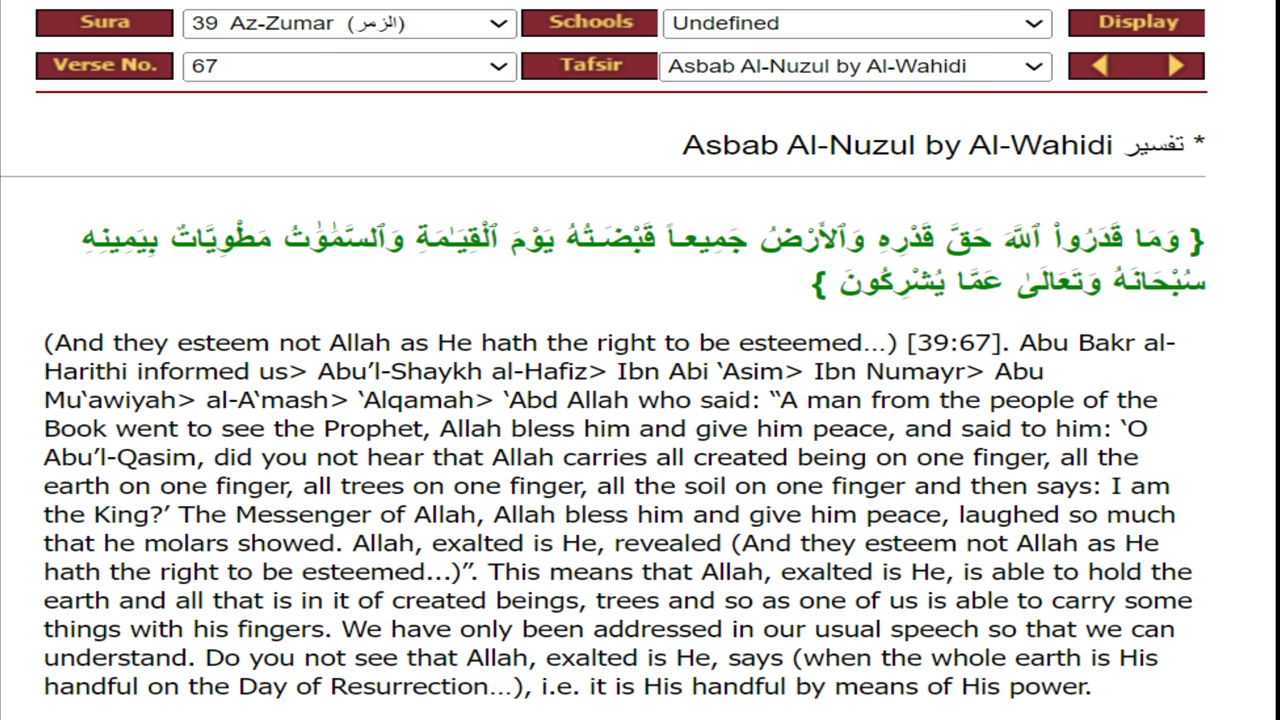 Sura 39 Az-Zumar (الزمر) Schools Undefined Display
Verse No. 67 Tafsir Asbab Al-Nuzul by Al-Wahidi
* تفسير Asbab Al-Nuzul by Al-Wahidi
{ وَمَا قَدَرُواْ ٱللَّهَ حَقَّ قَدْرِهِ وَٱلأَرْضُ جَمِيعـاً قَبْضَـتُهُ يَوْمَ ٱلْقِيَـٰمَةِ وَٱلسَّمَٰوَٰتُ مَطْوِيَّاتٌ بِيَمِينِهِ
سُبْحَانَهُ وَتَعَالَىٰ عَمَّا يُشْرِكُونَ }
(And they esteem not Allah as He hath the right to be esteemed…) [39:67]. Abu Bakr al-
Harithi informed us> Abu’l-Shaykh al-Hafiz> Ibn Abi ‘Asim> Ibn Numayr> Abu
Mu‘awiyah> al-A‘mash> ‘Alqamah> ‘Abd Allah who said: “A man from the people of the
Book went to see the Prophet, Allah bless him and give him peace, and said to him: ‘O
Abu’l-Qasim, did you not hear that Allah carries all created being on one finger, all the
earth on one finger, all trees on one finger, all the soil on one finger and then says: I am
the King?’ The Messenger of Allah, Allah bless him and give him peace, laughed so much
that he molars showed. Allah, exalted is He, revealed (And they esteem not Allah as He
hath the right to be esteemed…)”. This means that Allah, exalted is He, is able to hold the
earth and all that is in it of created beings, trees and so as one of us is able to carry some
things with his fingers. We have only been addressed in our usual speech so that we can
understand. Do you not see that Allah, exalted is He, says (when the whole earth is His
handful on the Day of Resurrection…), i.e. it is His handful by means of His power.